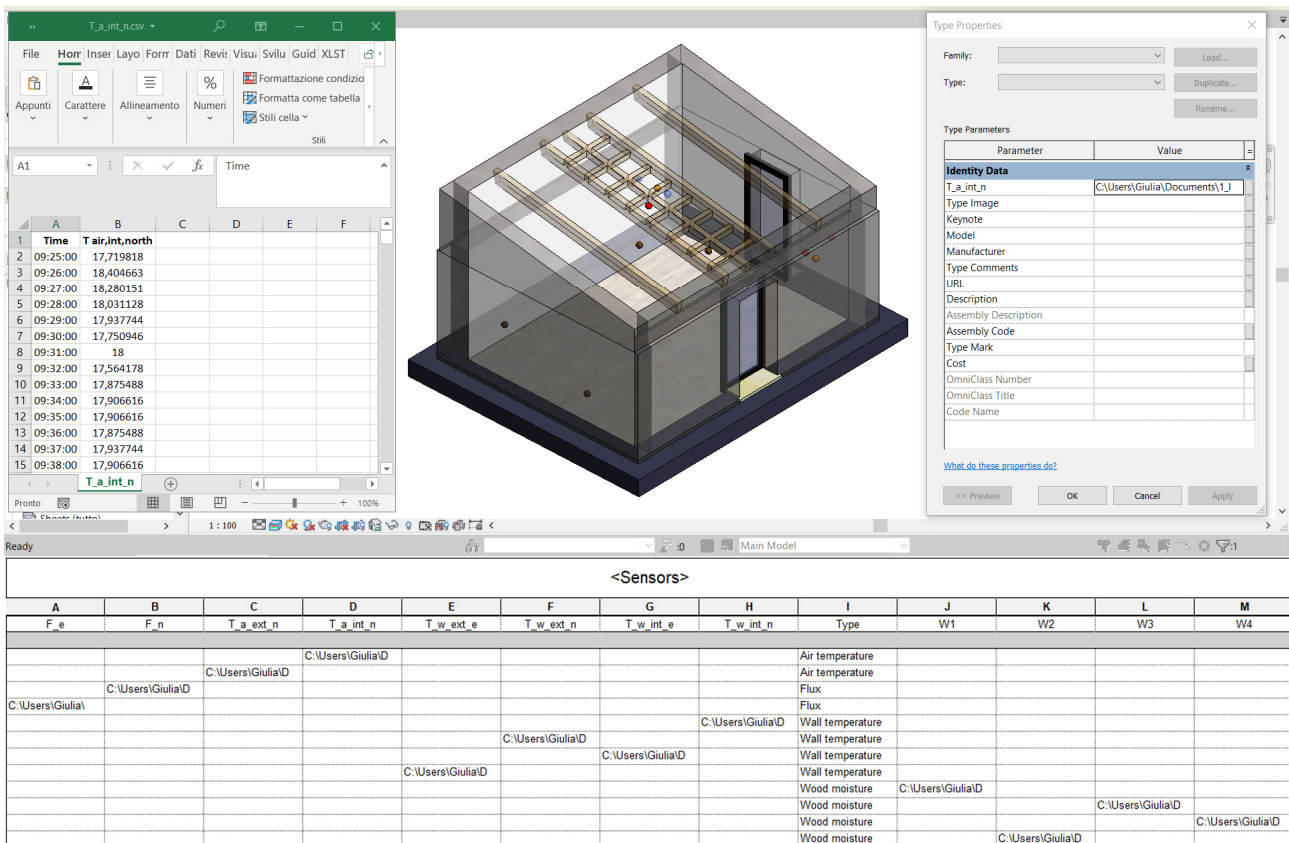 T_a_int_n.csv
File Hom Inser Layo Form Dati Revis Visua Svilu Guid XLST
Appunti
Carattere
Allineamento
%
Numeri
Formattazione condizio
Formatta come tabella
Stili cella
Stili
A1 fx Time
A B C D E F
1 Time T air,int,north
2 09:25:00 17,719818
3 09:26:00 18,404663
4 09:27:00 18,280151
5 09:28:00 18,031128
6 09:29:00 17,937744
7 09:30:00 17,750946
8 09:31:00 18
9 09:32:00 17,564178
10 09:33:00 17,875488
11 09:34:00 17,906616
12 09:35:00 17,906616
13 09:36:00 17,875488
14 09:37:00 17,937744
15 09:38:00 17,906616
T_a_int_n
Pronto 100%
Type Properties
Family: Load...
Type: Duplicate...
Rename...
Type Parameters
Parameter Value =
Identity Data
T_a_int_n C:\Users\Giulia\Documents\1_I
Type Image
Keynote
Model
Manufacturer
Type Comments
URL
Description
Assembly Description
Assembly Code
Type Mark
Cost
OmniClass Number
OmniClass Title
Code Name
What do these properties do?
<< Preview OK Cancel Apply
Sheets (tutto)
1 : 100
Ready :0 Main Model :1
<Sensors>
A B C D E F G H I J K L M
F_e F_n T_a_ext_n T_a_int_n T_w_ext_e T_w_ext_n T_w_int_e T_w_int_n Type W1 W2 W3 W4
C:\Users\Giulia\D Air temperature
C:\Users\Giulia\D Air temperature
C:\Users\Giulia\D Flux
C:\Users\Giulia\ Flux
C:\Users\Giulia\D Wall temperature
C:\Users\Giulia\D Wall temperature
C:\Users\Giulia\D Wall temperature
C:\Users\Giulia\D Wall temperature
Wood moisture C:\Users\Giulia\D
Wood moisture C:\Users\Giulia\D
Wood moisture C:\Users\Giulia\D
Wood moisture C:\Users\Giulia\D